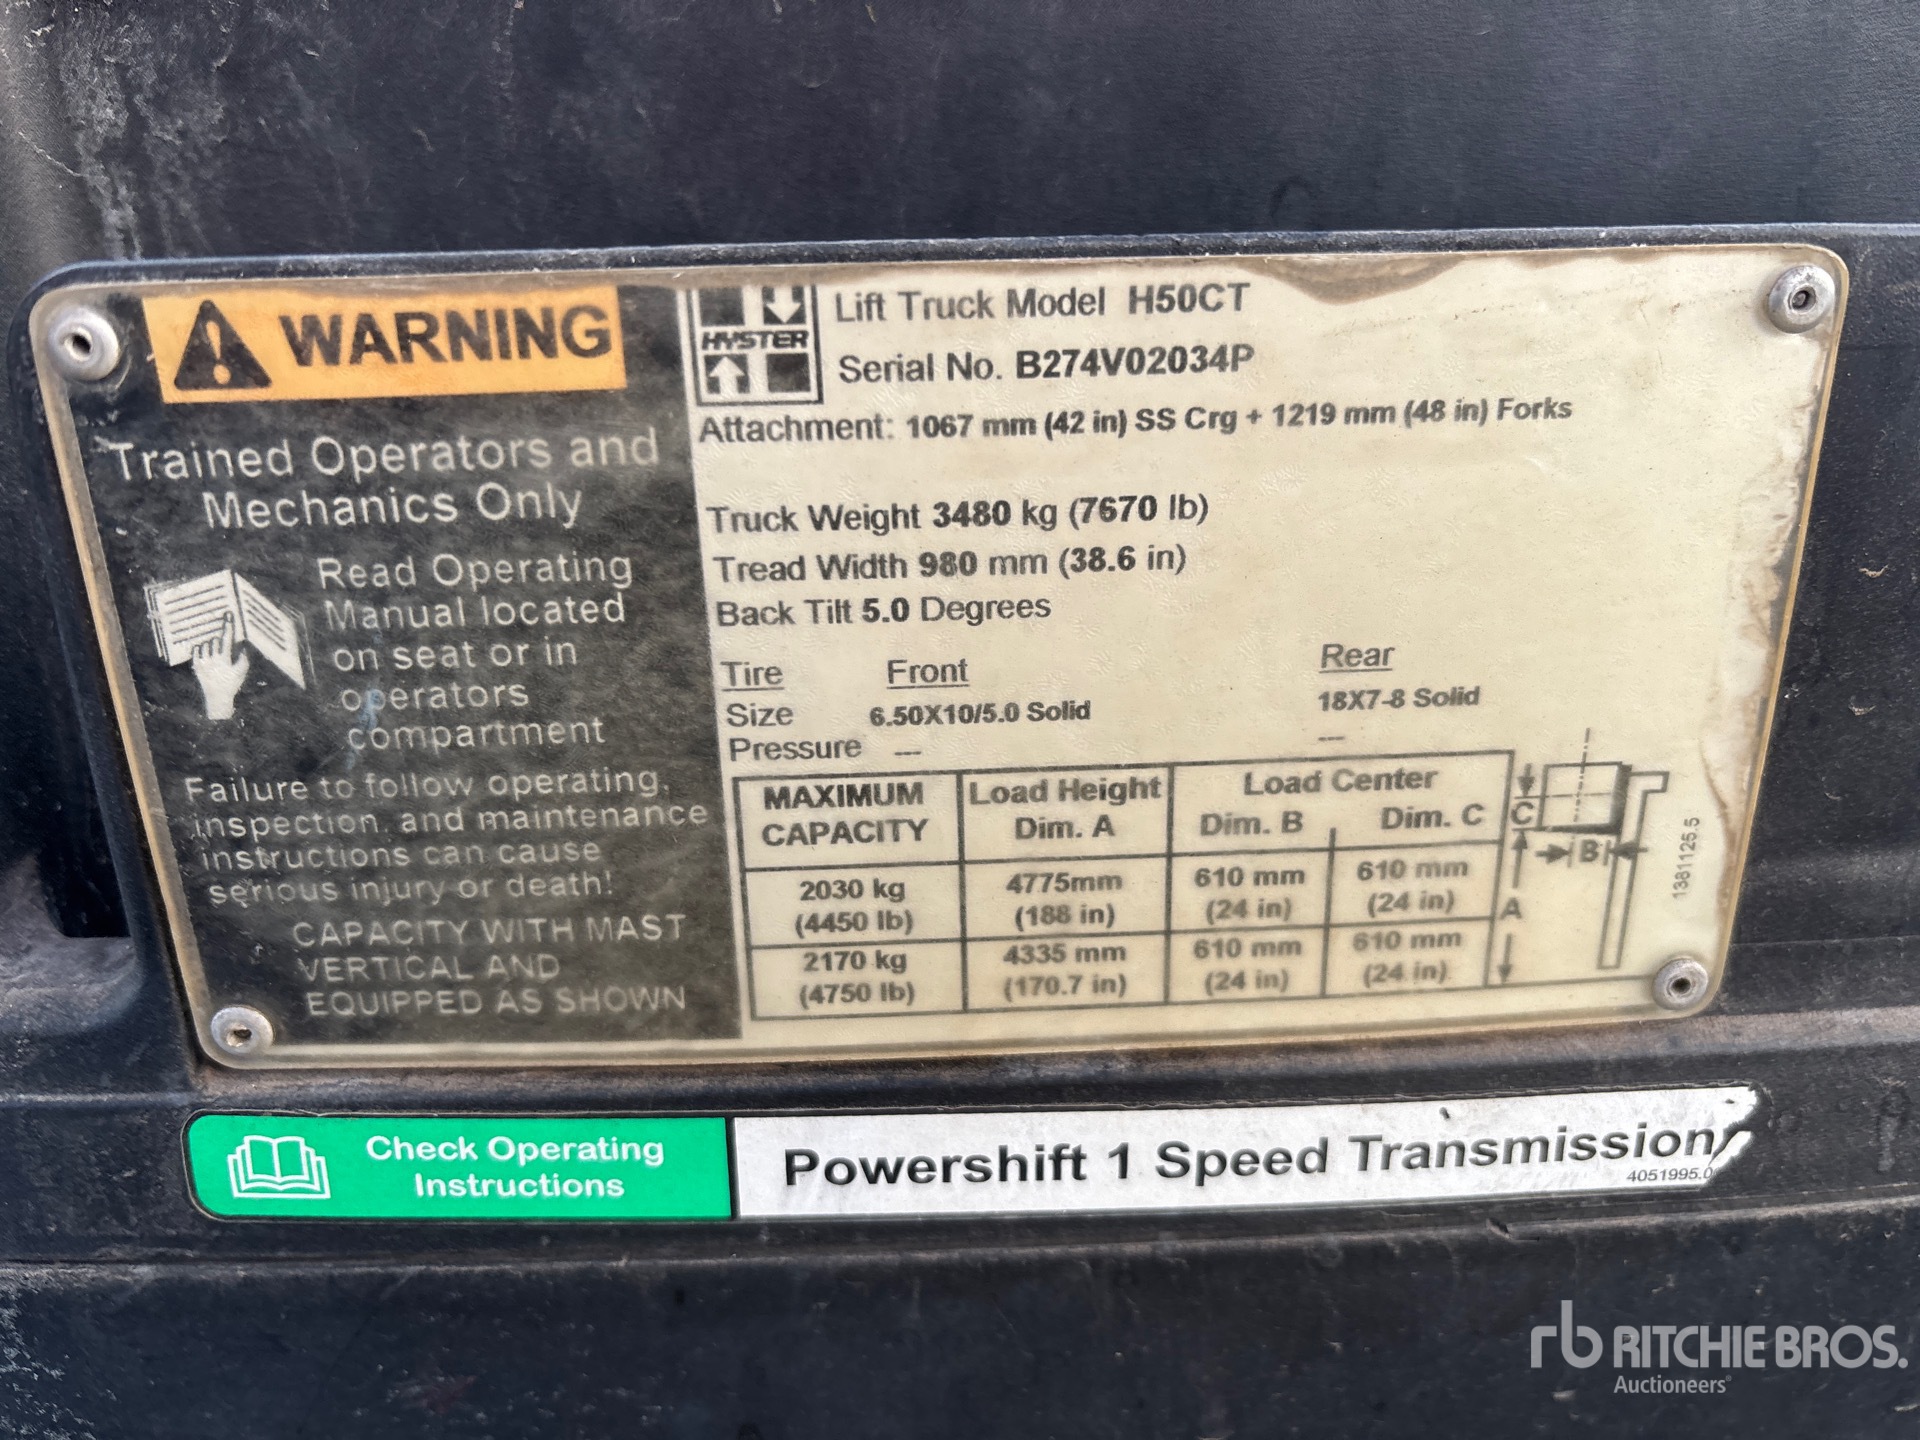 WARNING
Trained Operators and
Mechanics Only
Read Operating
Manual located
on seat or in
operators
compartment
Failure to follow operating,
inspection, and maintenance
instructions can cause
serious injury or death!
CAPACITY WITH MAST
VERTICAL AND
EQUIPPED AS SHOWN
HYSTER
Lift Truck Model H50CT
Serial No. B274V02034P
Attachment: 1067 mm (42 in) SS Crg + 1219 mm (48 in) Forks
Truck Weight 3480 kg (7670 lb)
Tread Width 980 mm (38.6 in)
Back Tilt 5.0 Degrees
Tire Front Rear
Size 6.50X10/5.0 Solid 18X7-8 Solid
Pressure --- ---
MAXIMUM CAPACITY Load Height Dim. A Load Center Dim. B Dim. C
2030 kg 4775mm 610 mm 610 mm
(4450 lb) (188 in) (24 in) (24 in)
2170 kg 4335 mm 610 mm 610 mm
(4750 lb) (170.7 in) (24 in) (24 in)
C
B
A
1381125.5
Check Operating
Instructions
Powershift 1 Speed Transmission
rb RITCHIE BROS.
Auctioneers